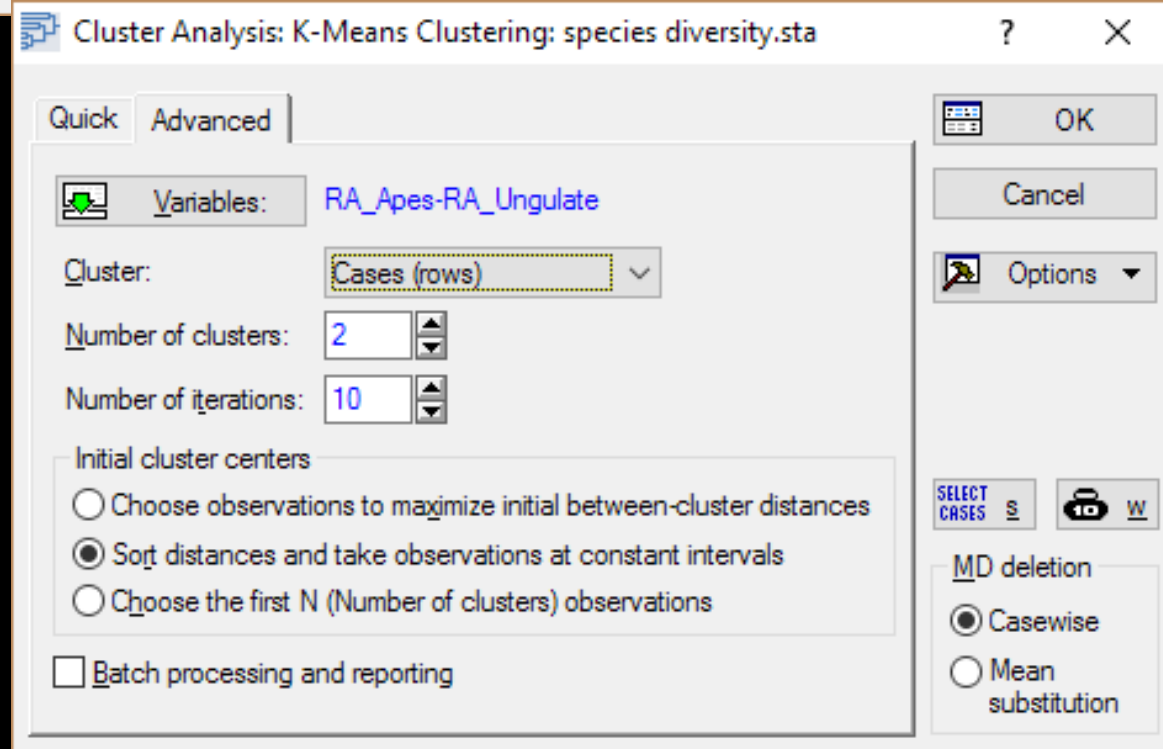 Cluster Analysis: K-Means Clustering: species diversity.sta
?
Quick
Advanced
OK
Variables:
RA_Apes-RA_Ungulate
Cancel
Cluster:
Cases (rows)
Options
Number of clusters:
2
Number of iterations:
10
Initial cluster centers
Choose observations to maximize initial between-cluster distances
Sort distances and take observations at constant intervals
Choose the first N (Number of clusters) observations
SELECT
CASES
S
10
W
MD deletion
Casewise
Mean
substitution
Batch processing and reporting